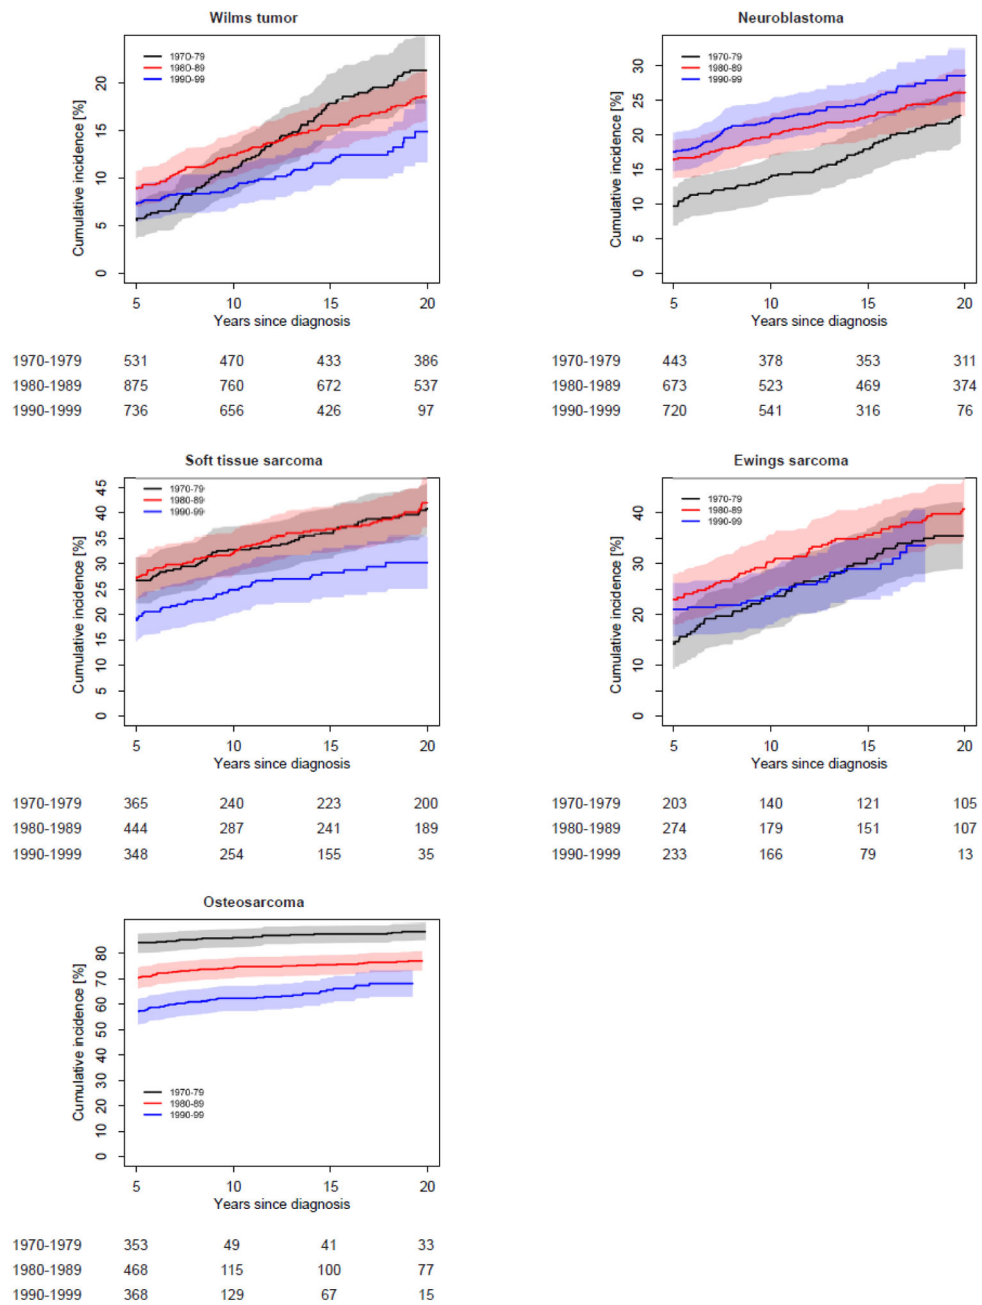 Wilms tumor
Cumulative incidence [%]
20
15
10
5
0
1970-79
1980-89
1990-99
5 10 15 20
Years since diagnosis
1970-1979 531 470 433 386
1980-1989 875 760 672 537
1990-1999 736 656 426 97
Neuroblastoma
Cumulative incidence [%]
30
25
20
15
10
5
0
1970-79
1980-89
1990-99
5 10 15 20
Years since diagnosis
1970-1979 443 378 353 311
1980-1989 673 523 469 374
1990-1999 720 541 316 76
Soft tissue sarcoma
Cumulative incidence [%]
45
40
35
30
25
20
15
10
5
0
1970-79
1980-89
1990-99
5 10 15 20
Years since diagnosis
1970-1979 365 240 223 200
1980-1989 444 287 241 189
1990-1999 348 254 155 35
Ewings sarcoma
Cumulative incidence [%]
40
30
20
10
0
1970-79
1980-89
1990-99
5 10 15 20
Years since diagnosis
1970-1979 203 140 121 105
1980-1989 274 179 151 107
1990-1999 233 166 79 13
Osteosarcoma
Cumulative incidence [%]
80
70
60
50
40
30
20
10
0
1970-79
1980-89
1990-99
5 10 15 20
Years since diagnosis
1970-1979 353 49 41 33
1980-1989 468 115 100 77
1990-1999 368 129 67 15